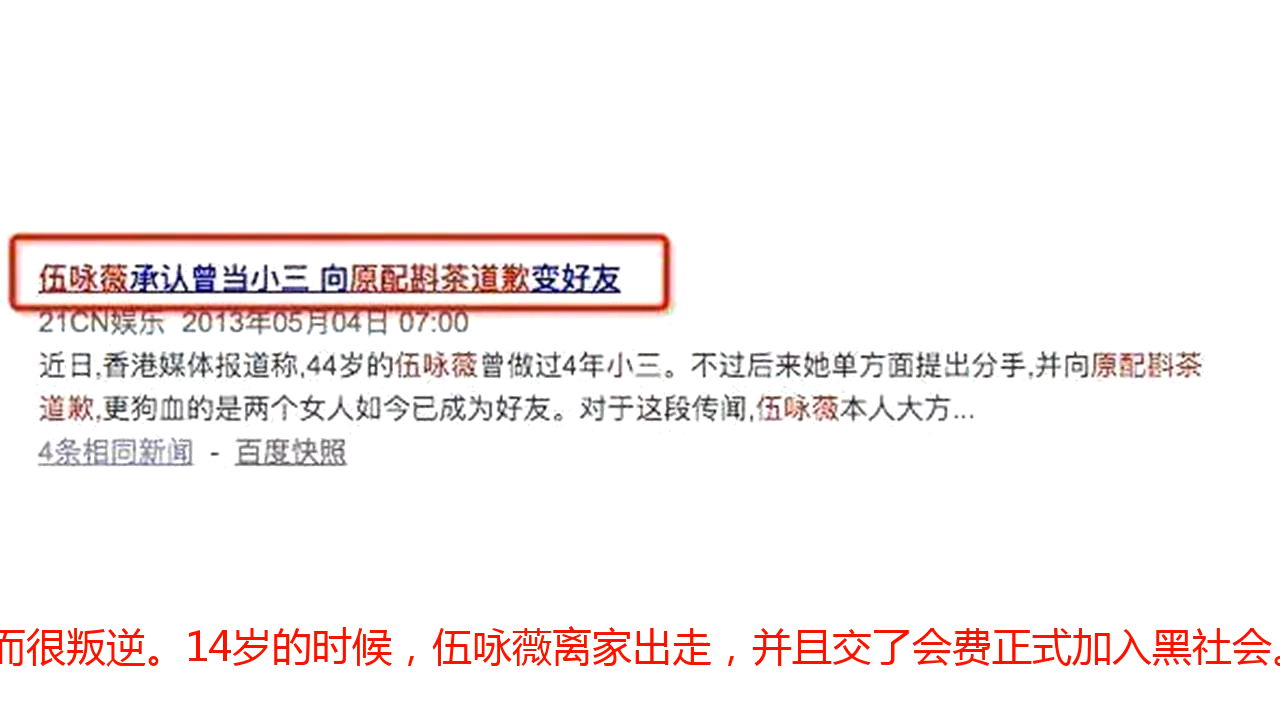 伍咏薇承认曾当小三 向原配斟茶道歉变好友
21CN娱乐 2013年05月04日 07:00
近日,香港媒体报道称,44岁的伍咏薇曾做过4年小三。不过后来她单方面提出分手,并向原配斟茶
道歉,更狗血的是两个女人如今已成为好友。对于这段传闻,伍咏薇本人大方...
4条相同新闻 - 百度快照
而很叛逆。14岁的时候，伍咏薇离家出走，并且交了会费正式加入黑社会。